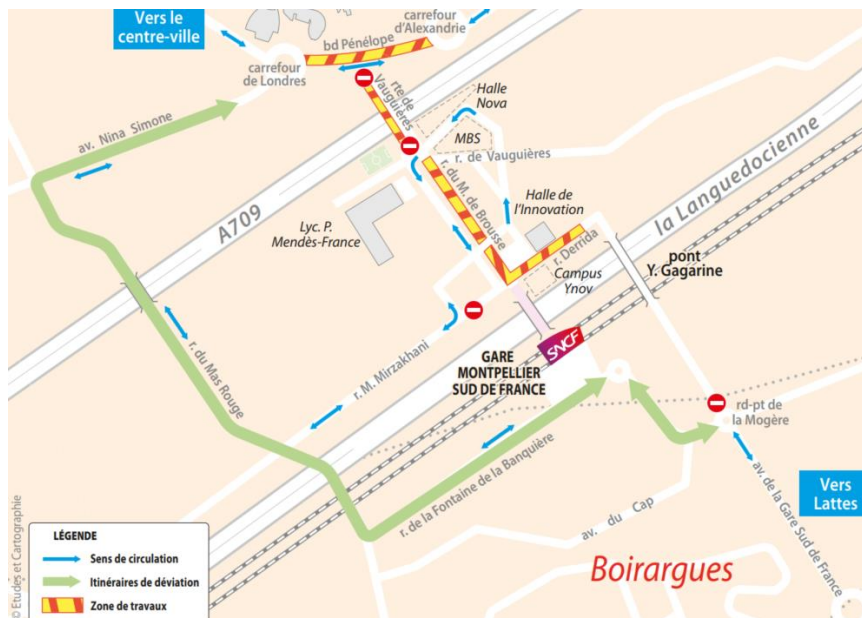 Vers le
centre-ville
carrefour
d'Alexandrie
bd Pénélope
carrefour
de Londres
rte de
Vauguières
Halle
Nova
av. Nina Simone
MBS
r. de Vauguières
la Languedocienne
A709
r. du M. de Brousse
Halle de
l'Innovation
Lyc. P.
Mendès-France
r. Derrida
pont
Y. Gagarine
Campus
Ynov
SNCF
GARE
MONTPELLIER
SUD DE FRANCE
r. M. Mirzakhani
r. du Mas Rouge
rd-pt de
la Mogère
r. de la Fontaine de la Banquière
Vers
Lattes
av. de la Gare Sud de France
av. du Cap
Boirargues
© Etudes et Cartographie
LÉGENDE
Sens de circulation
Itinéraires de déviation
Zone de travaux